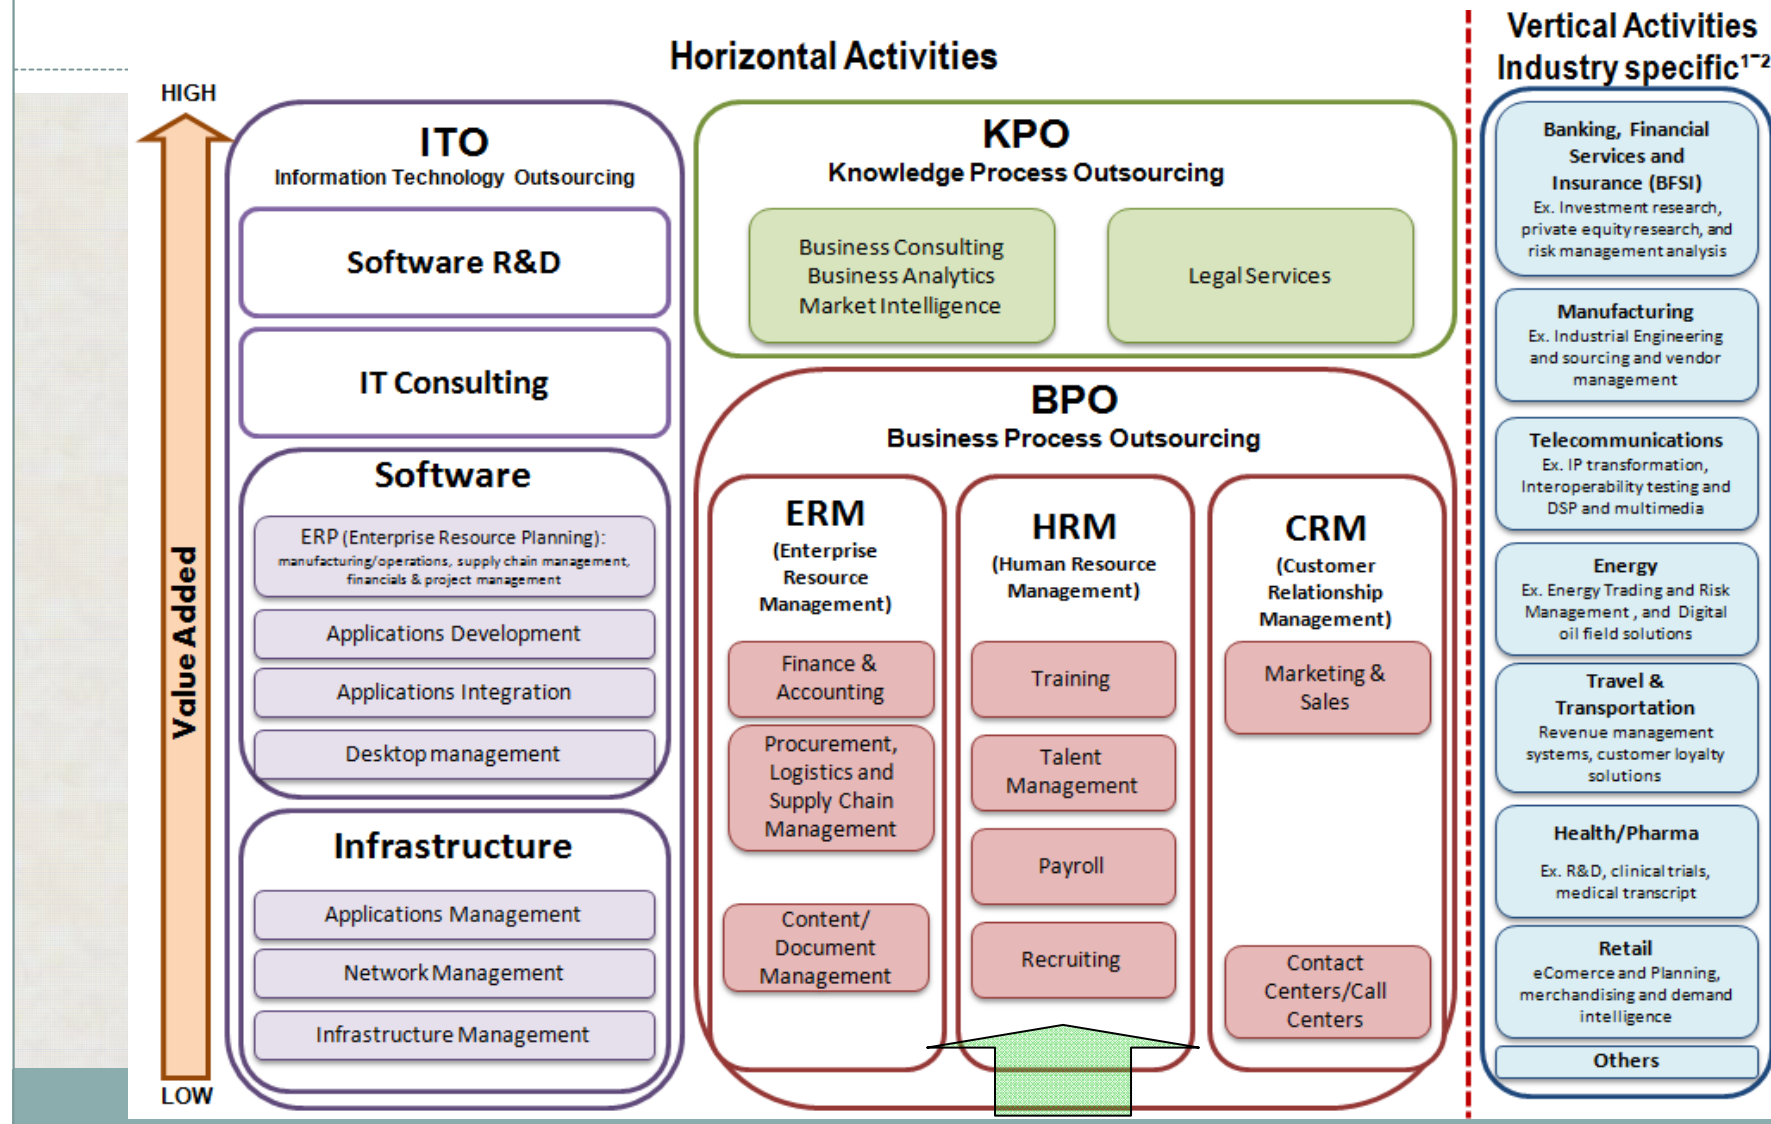 Horizontal Activities
Vertical Activities
Industry specific¹⁻²
HIGH
Value Added
LOW
ITO
Information Technology Outsourcing
Software R&D
IT Consulting
Software
ERP (Enterprise Resource Planning):
manufacturing/operations, supply chain management,
financials & project management
Applications Development
Applications Integration
Desktop management
Infrastructure
Applications Management
Network Management
Infrastructure Management
KPO
Knowledge Process Outsourcing
Business Consulting
Business Analytics
Market Intelligence
Legal Services
BPO
Business Process Outsourcing
ERM
(Enterprise
Resource
Management)
Finance &
Accounting
Procurement,
Logistics and
Supply Chain
Management
Content/
Document
Management
HRM
(Human Resource
Management)
Training
Talent
Management
Payroll
Recruiting
CRM
(Customer
Relationship
Management)
Marketing &
Sales
Contact
Centers/Call
Centers
Banking, Financial
Services and
Insurance (BFSI)
Ex. Investment research,
private equity research, and
risk management analysis
Manufacturing
Ex. Industrial Engineering
and sourcing and vendor
management
Telecommunications
Ex. IP transformation,
Interoperability testing and
DSP and multimedia
Energy
Ex. Energy Trading and Risk
Management , and Digital
oil field solutions
Travel &
Transportation
Revenue management
systems, customer loyalty
solutions
Health/Pharma
Ex. R&D, clinical trials,
medical transcript
Retail
eComerce and Planning,
merchandising and demand
intelligence
Others